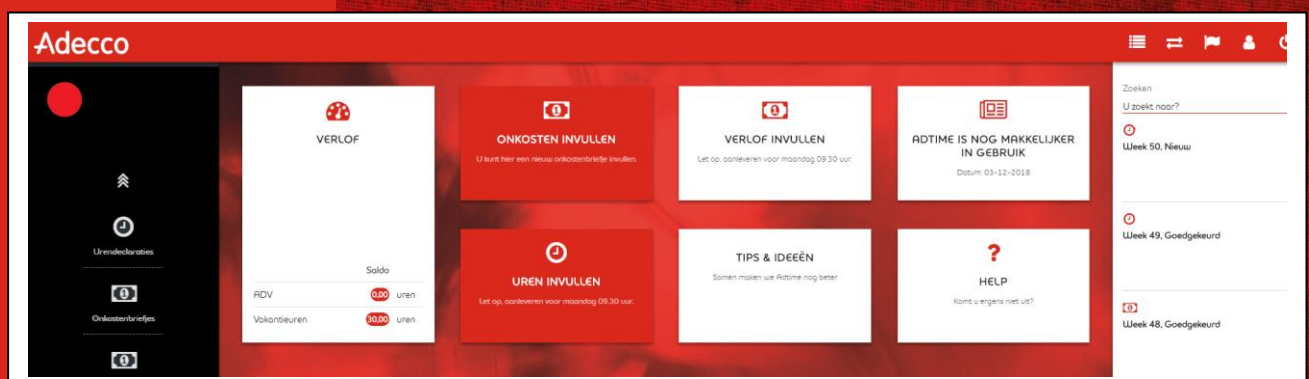 Adecco
Urendeclaraties
Onkostenbriefjes
VERLOF
Saldo
ADV 0,00 uren
Vakantieuren 30,00 uren
ONKOSTEN INVULLEN
U kunt hier een nieuw onkostenbriefje invullen.
VERLOF INVULLEN
Let op, aanleveren voor maandag 09.30 uur.
ADTIME IS NOG MAKKELIJKER
IN GEBRUIK
Datum: 03-12-2018
UREN INVULLEN
Let op, aanleveren voor maandag 09.30 uur.
TIPS & IDEEËN
Samen maken we Adtime nog beter
HELP
Komt u ergens niet uit?
Zoeken
U zoekt naar?
Week 50, Nieuw
Week 49, Goedgekeurd
Week 48, Goedgekeurd